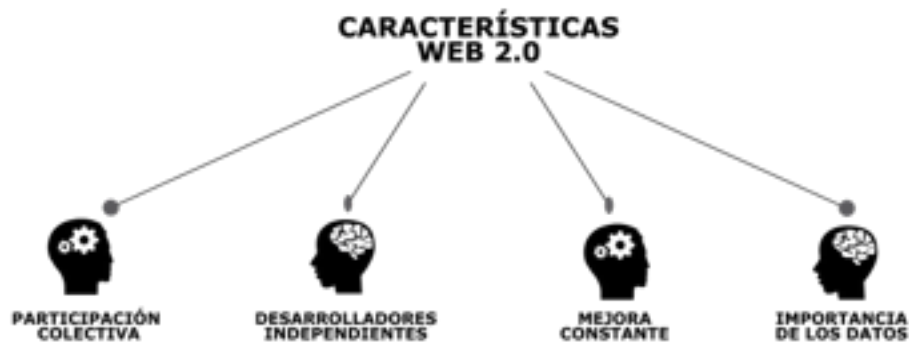 CARACTERÍSTICAS
WEB 2.0
PARTICIPACIÓN
COLECTIVA
DESARROLLADORES
INDEPENDIENTES
MEJORA
CONSTANTE
IMPORTANCIA
DE LOS DATOS